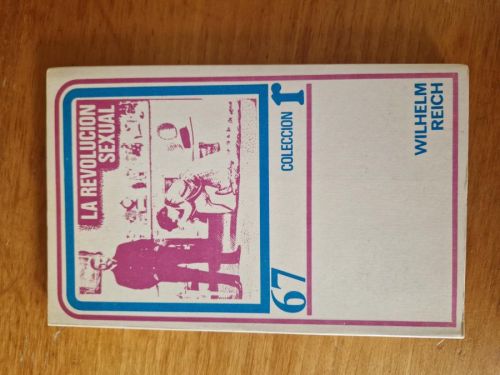 WILHELM
REICH
COLECCION r
67
LA REVOLUCION
SEXUAL